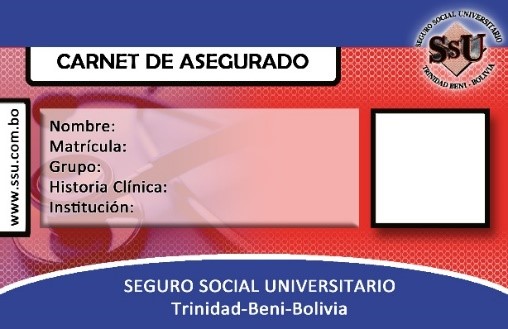 SEGURO SOCIAL UNIVERSITARIO
SSU
TRINIDAD BENI - BOLIVIA
CARNET DE ASEGURADO
www.ssu.com.bo
Nombre:
Matrícula:
Grupo:
Historia Clínica:
Institución:
SEGURO SOCIAL UNIVERSITARIO
Trinidad-Beni-Bolivia